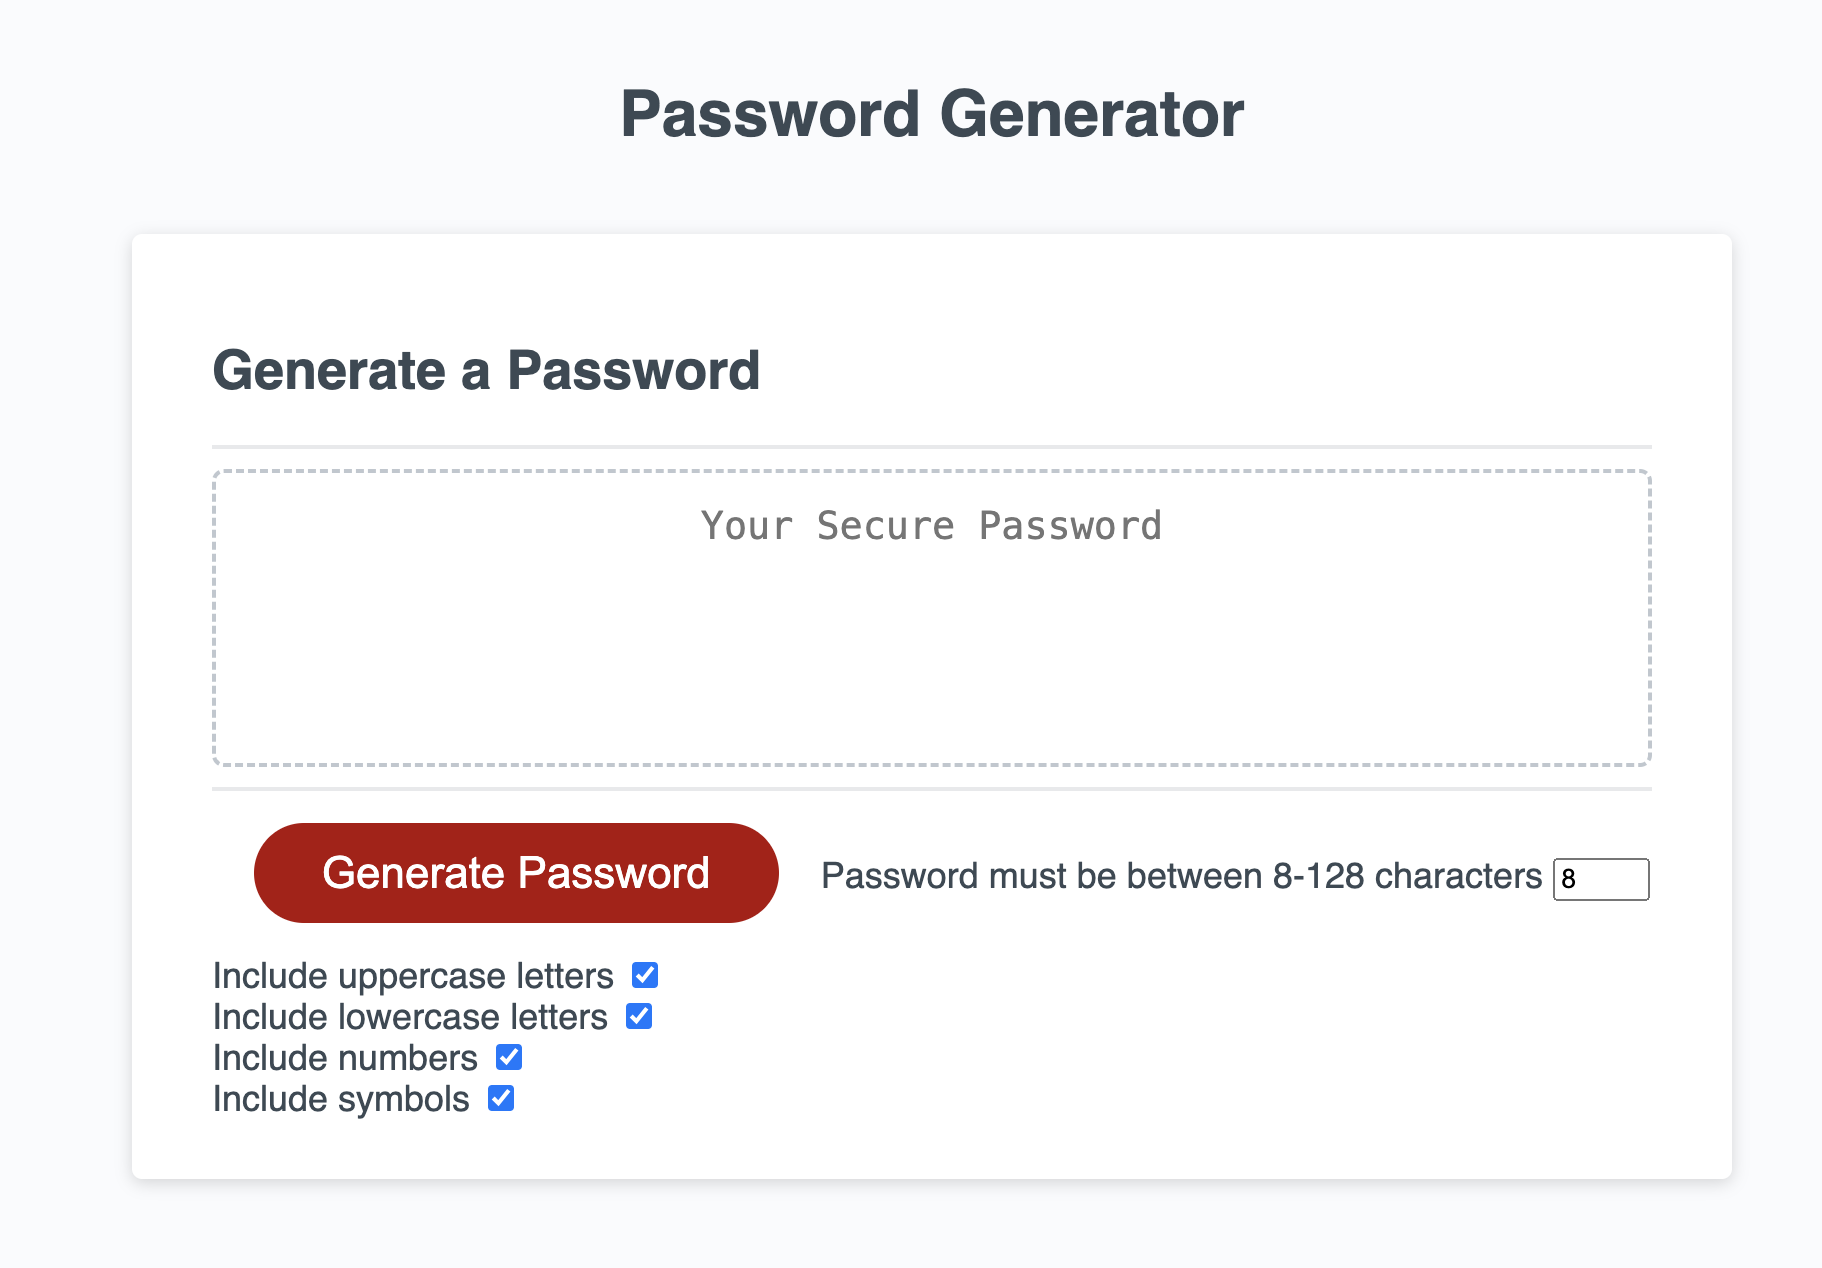 Password Generator
Generate a Password
Your Secure Password
Generate Password
Password must be between 8-128 characters 8
Include uppercase letters
Include lowercase letters
Include numbers
Include symbols